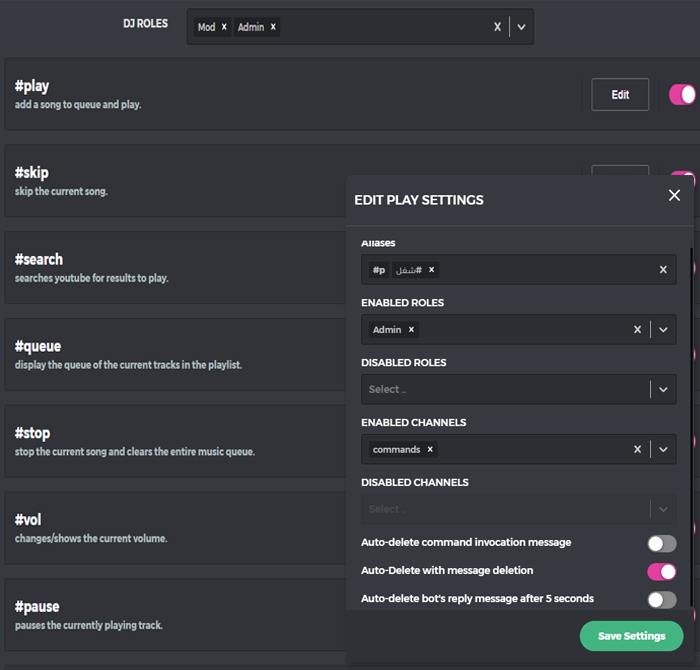 DJ ROLES
Mod x Admin x X
#play
add a song to queue and play.
Edit
#skip
skip the current song.
#search
searches youtube for results to play.
#queue
display the queue of the current tracks in the playlist.
#stop
stop the current song and clears the entire music queue.
#vol
changes/shows the current volume.
#pause
pauses the currently playing track.
EDIT PLAY SETTINGS
Aliases
#p #شغل x X
ENABLED ROLES
Admin x X
DISABLED ROLES
Select ..
ENABLED CHANNELS
commands x X
DISABLED CHANNELS
Select ..
Auto-delete command invocation message
Auto-Delete with message deletion
Auto-delete bot's reply message after 5 seconds
Save Settings